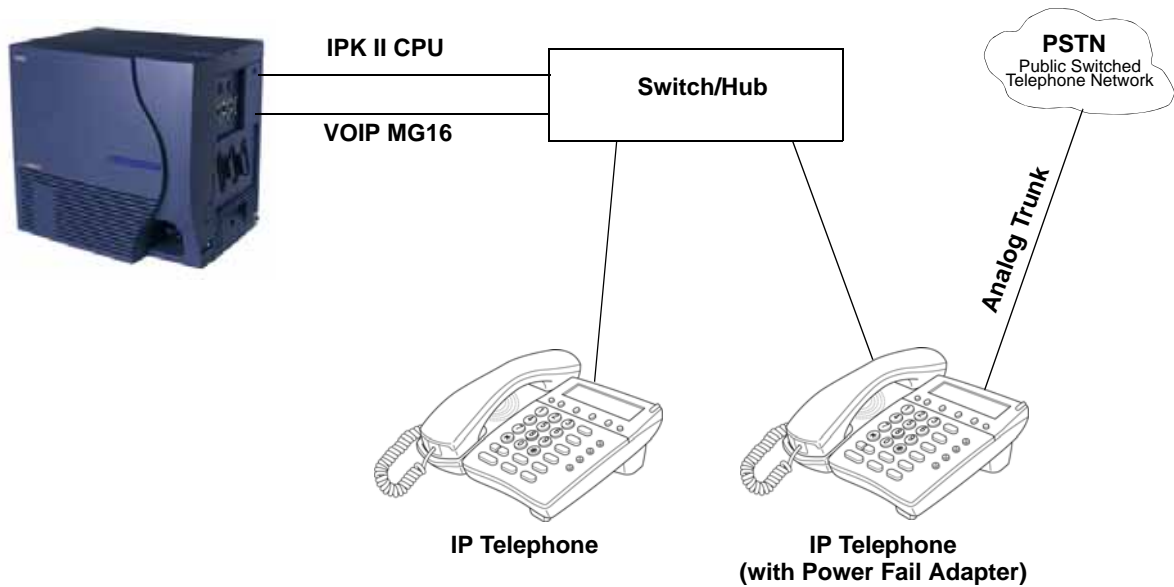 IPK II CPU
VOIP MG16
Switch/Hub
PSTN
Public Switched
Telephone Network
Analog Trunk
IP Telephone
IP Telephone
(with Power Fail Adapter)